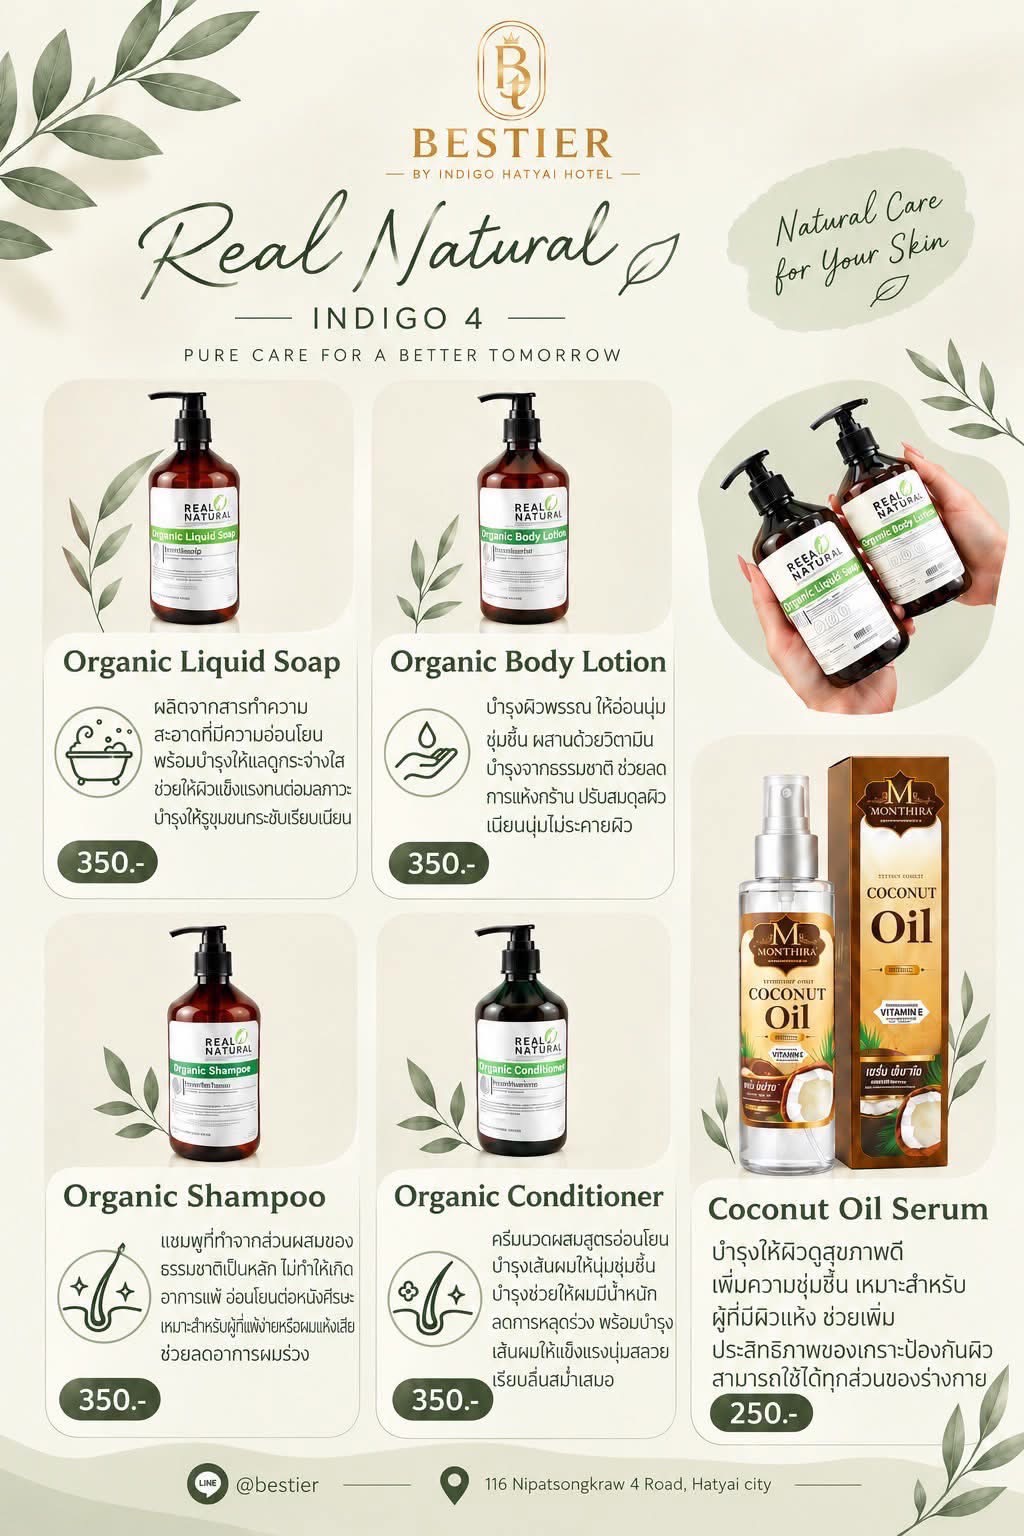 BESTIER
BY INDIGO HATYAI HOTEL
Real Natural
INDIGO 4
PURE CARE FOR A BETTER TOMORROW
Natural Care
for Your Skin
REAL
NATURAL
Organic Liquid Soap
REAL
NATURAL
Organic Body Lotion
REEA
NATURAL
Organic Liquid Soap
REAL
NATURAL
Organic Body Lotion
Organic Liquid Soap
ผลิตจากสารทำความ
สะอาดที่มีความอ่อนโยน
พร้อมบำรุงให้แลดูกระจ่างใส
ช่วยให้ผิวแข็งแรงทนต่อมลภาวะ
บำรุงให้รูขุมขนกระชับเรียบเนียน
350.-
Organic Body Lotion
บำรุงผิวพรรณ ให้อ่อนนุ่ม
ชุ่มชื้น ผสานด้วยวิตามีน
บำรุงจากธรรมชาติ ช่วยลด
การแห้งกร้าน ปรับสมดุลผิว
เนียนนุ่มไม่ระคายผิว
350.-
REAL
NATURAL
Organic Shampoo
Organic Shampoo
แชมพูที่ทำจากส่วนผสมของ
ธรรมชาติเป็นหลัก ไม่ทำให้เกิด
อาการแพ้ อ่อนโยนต่อหนังศีรษะ
เหมาะสำหรับผู้ที่แพ้ง่ายหรือผมแห้งเสีย
ช่วยลดอาการผมร่วง
350.-
REAL
NATURAL
Organic Conditioner
Organic Conditioner
ครีมนวดผสมสูตรอ่อนโยน
บำรุงเส้นผมให้นุ่มชุ่มชื้น
บำรุงช่วยให้ผมมีน้ำหนัก
ลดการหลุดร่วง พร้อมบำรุง
เส้นผมให้แข็งแรงนุ่มสลวย
เรียบลื่นสม่ำเสมอ
350.-
M
MONTHIRA
COCONUT
Oil
VITAMIN E
M
MONTHIRA
COCONUT
Oil
VITAMIN E
Coconut Oil Serum
บำรุงให้ผิวดูสุขภาพดี
เพิ่มความชุ่มชื้น เหมาะสำหรับ
ผู้ที่มีผิวแห้ง ช่วยเพิ่ม
ประสิทธิภาพของเกราะป้องกันผิว
สามารถใช้ได้ทุกส่วนของร่างกาย
250.-
LINE @bestier
116 Nipatsongkraw 4 Road, Hatyai city